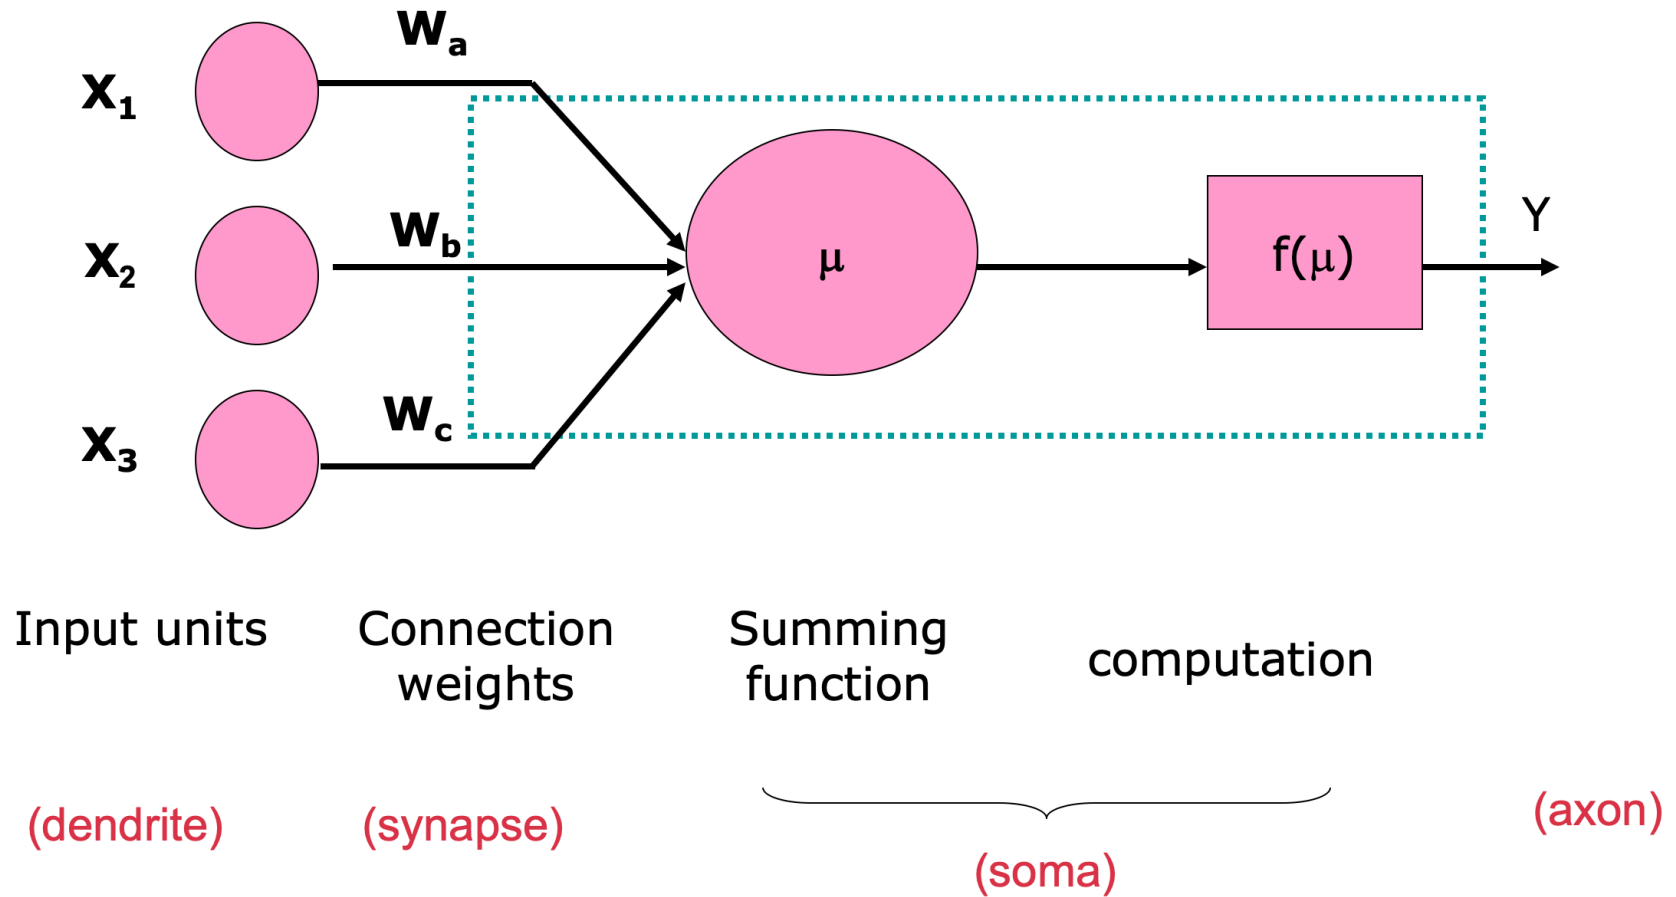 X1
Wa
X2
Wb
X3
Wc
μ
f(μ)
Y
Input units
Connection
weights
Summing
function
computation
(dendrite)
(synapse)
(soma)
(axon)